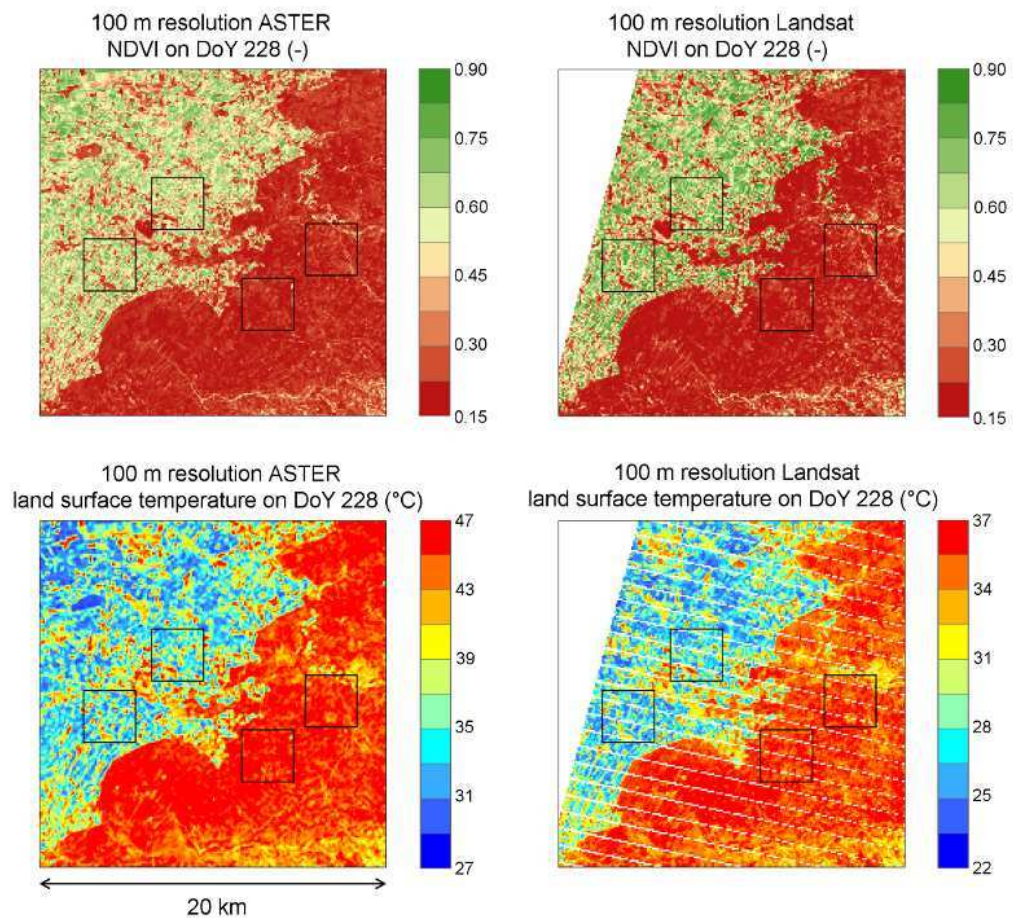 100 m resolution ASTER
NDVI on DoY 228 (-)
0.90
0.75
0.60
0.45
0.30
0.15
100 m resolution Landsat
NDVI on DoY 228 (-)
0.90
0.75
0.60
0.45
0.30
0.15
100 m resolution ASTER
land surface temperature on DoY 228 (°C)
47
43
39
35
31
27
20 km
100 m resolution Landsat
land surface temperature on DoY 228 (°C)
37
34
31
28
25
22